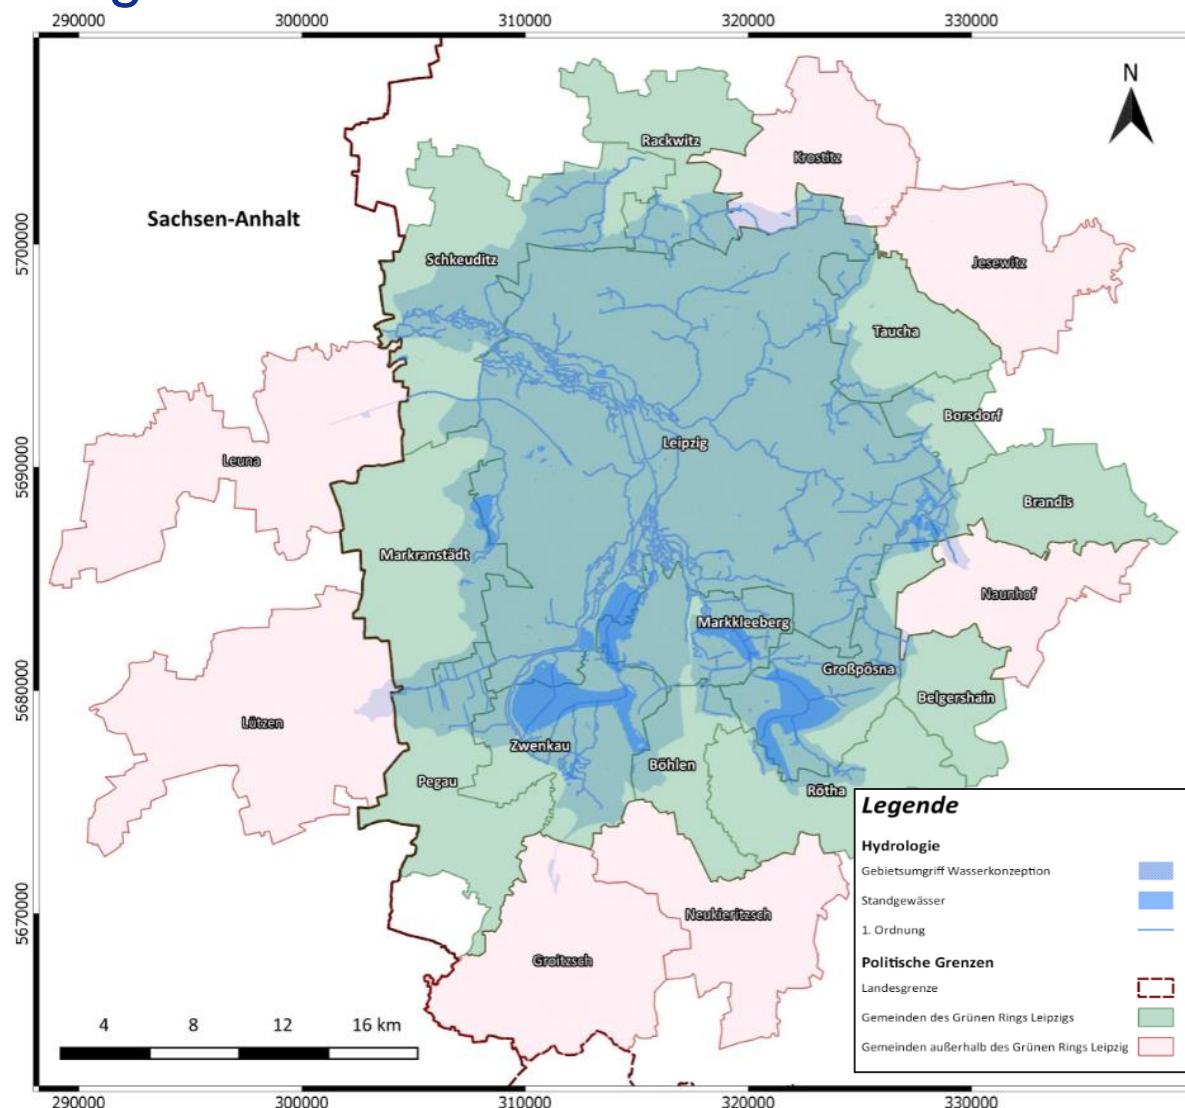 290000 300000 310000 320000 330000
N
Rackwitz
Krostitz
Sachsen-Anhalt
5700000
Schkeuditz
Jesewitz
Taucha
Borsdorf
Leipzig
Leuna
5690000
Brandis
Markranstädt
Naunhof
Markkleeberg
Großpösna
5680000
Belgershain
Lützen
Zwenkau
Böhlen
Pegau
Rötha
Legende
Hydrologie
Gebietsumgriff Wasserkonzeption
Standgewässer
1. Ordnung
Politische Grenzen
Landesgrenze
Gemeinden des Grünen Rings Leipzigs
Gemeinden außerhalb des Grünen Rings Leipzig
5670000
Neukieritzsch
Groitzsch
4 8 12 16 km
290000 300000 310000 320000 330000